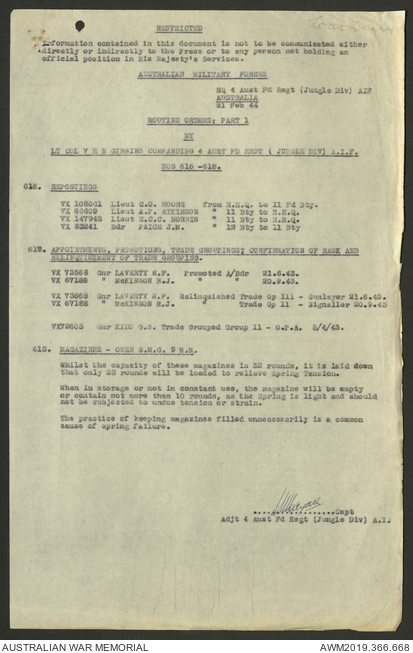 RESTRICTED
Information contained in this document is not to be communicated either
directly or indirectly to the Press or to any person not holding an
official position in His Majesty's Services.
AUSTRALIAN MILITARY FORCES
HQ 4 Aust Fd Regt (Jungle Div) AIF
AUSTRALIA
21 Feb 44
ROUTINE ORDERS; PART 1
BY
LT COL V H N GIBBINS COMMANDING 4 AUST FD REGT ( JUNGLE DIV) A.I.F.
NOS 616 -618.
616. REPOSTINGS
VX 108061 Lieut C.O. MOORE from R.H.Q. to 11 Fd Bty.
Lieut A.F. ATKINSON " 11 Bty to R.H.Q.
VX 147948 Lieut E.C.C. NORRIS " 11 Bty to R.H.Q.
Bdr PAICE J.M. " 12 Bty to 11 Bty
617. APPOINTMENTS, PROMOTIONS, TRADE GROUPINGS; CONFIRMATION OF RANK AND
RELINQUISHMENT OF TRADE GROUPING.
VX 73568 Gnr LAVERTY H.F. Promoted A/Bdr 21.6.43.
VX 67188 " McKINNON R.J. " " 20.9.43.
VX 73568 Gnr LAVERTY H.F. Relinquished Trade Gp 111 - Gunlayer 21.6.43.
VX 67188 " McKINNON R.J. " Trade Gp 11 - Signaller 20.9.43
Gnr KIDD G.S. Trade Grouped Group 11 - O.P.A. 5/4/43.
618. MAGAZINES - OWEN S.M.G. 9 M.M.
Whilst the capacity of these magazines is 32 rounds, it is laid down
that only 28 rounds will be loaded to relieve Spring Tension.
When in storage or not in constant use, the magazine will be empty
or contain not more than 10 rounds, as the Spring is light and should
not be subjected to undue tension or strain.
The practice of keeping magazines filled unnecessarily is a common
cause of spring failure.
Capt
Adjt 4 Aust Fd Regt (Jungle Div) A.I.
AUSTRALIAN WAR MEMORIAL
AWM2019.366.668